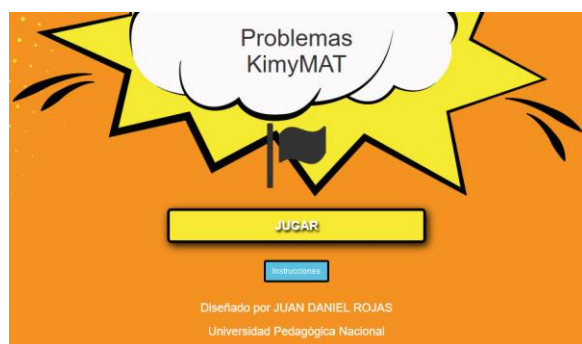 Problemas
KimyMAT
JUGAR
Instrucciones
Diseñado por JUAN DANIEL ROJAS
Universidad Pedagógica Nacional